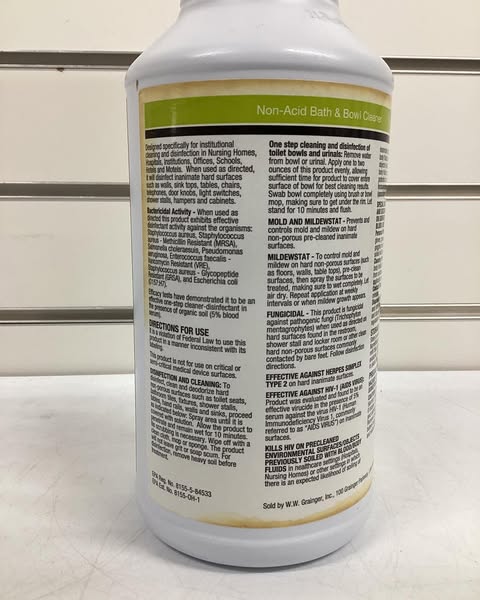 Non-Acid Bath & Bowl Cleaner
Designed specifically for institutional
cleaning and disinfection in Nursing Homes,
Hospitals, Institutions, Offices, Schools,
Hotels and Motels. When used as directed,
it will disinfect inanimate hard surfaces
such as walls, sink tops, tables, chairs,
telephones, door knobs, light switches,
shower stalls, hampers and cabinets.
Bactericidal Activity - When used as
directed this product exhibits effective
disinfectant activity against the organisms:
Staphylococcus aureus, Staphylococcus
aureus - Methicillin Resistant (MRSA),
Salmonella choleraesuis, Pseudomonas
aeruginosa, Enterococcus faecalis -
Vancomycin Resistant (VRE),
Staphylococcus aureus - Glycopeptide
Resistant (GRSA), and Escherichia coli
(O157:H7).
Efficacy tests have demonstrated it to be an
effective one-step cleaner-disinfectant in
the presence of organic soil (5% blood
serum).
DIRECTIONS FOR USE
It is a violation of Federal Law to use this
product in a manner inconsistent with its
labeling.
This product is not for use on critical or
semi-critical medical device surfaces.
DISINFECTION AND CLEANING: To
disinfect, clean and deodorize hard
non-porous surfaces such as toilet seats,
bathroom tiles, fixtures, shower stalls,
hand rails, walls and sinks, proceed
as indicated below: Spray area until it is
covered with solution. Allow the product to
penetrate and remain wet for 10 minutes.
No scrubbing is necessary. Wipe off with a
clean cloth, mop or sponge. The product
will not leave grit or soap scum. For
disinfection, remove heavy soil before
treatment.
EPA Reg. No. 8155-5-84533
EPA Est. No. 8155-OH-1
One step cleaning and disinfection of
toilet bowls and urinals: Remove water
from bowl or urinal. Apply one to two
ounces of this product evenly, allowing
sufficient time for product to cover entire
surface of bowl for best cleaning results.
Swab bowl completely using brush or bowl
mop, making sure to get under the rim. Let
stand for 10 minutes and flush.
MOLD AND MILDEWSTAT - Prevents and
controls mold and mildew on hard
non-porous pre-cleaned inanimate
surfaces.
MILDEWSTAT - To control mold and
mildew on hard non-porous surfaces (such
as floors, walls, table tops), pre-clean
surfaces, then spray the surfaces to be
treated, making sure to wet completely. Let
air dry. Repeat application at weekly
intervals or when mildew growth appears.
FUNGICIDAL - This product is fungicidal
against pathogenic fungi (Trichophyton
mentagrophytes) when used as directed on
hard surfaces found in the restroom,
shower stall and locker room or other clean
hard non-porous surfaces commonly
contacted by bare feet. Follow disinfection
directions.
EFFECTIVE AGAINST HERPES SIMPLEX
TYPE 2 on hard inanimate surfaces.
EFFECTIVE AGAINST HIV-1 (AIDS VIRUS)
Product was evaluated and found to be an
effective virucide in the presence of 5%
serum against the virus HIV-1 (Human
Immunodeficiency Virus 1, commonly
referred to as "AIDS VIRUS") on inanimate
surfaces.
KILLS HIV ON PRECLEANED
ENVIRONMENTAL SURFACES/OBJECTS
PREVIOUSLY SOILED WITH BLOOD/BODY
FLUIDS in healthcare settings (Hospitals,
Nursing Homes) or other settings in which
there is an expected likelihood of soiling of
Sold by W.W. Grainger, Inc., 100 Grainger